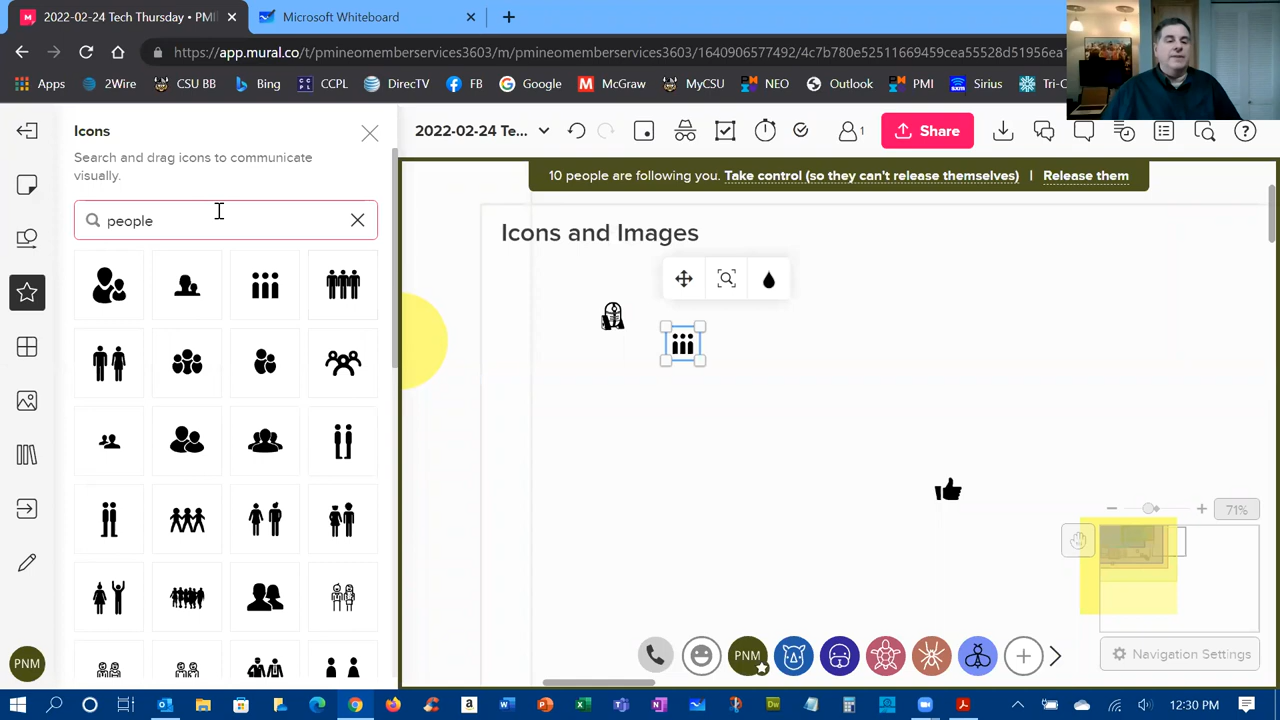 2022-02-24 Tech Thursday • PMI
Microsoft Whiteboard
https://app.mural.co/t/pmineomemberservices3603/m/pmineomemberservices3603/1640906577492/4c7b780e52511669459cea55528d51956ea
Apps
2Wire
CSU BB
Bing
CCPL
DirecTV
FB
Google
McGraw
MyCSU
NEO
Outlook
PMI
Sirius
Tri-C
Icons
2022-02-24 Te...
1
Share
Search and drag icons to communicate
visually.
10 people are following you. Take control (so they can't release themselves) | Release them
people
Icons and Images
71%
PNM
PNM
Navigation Settings
12:30 PM